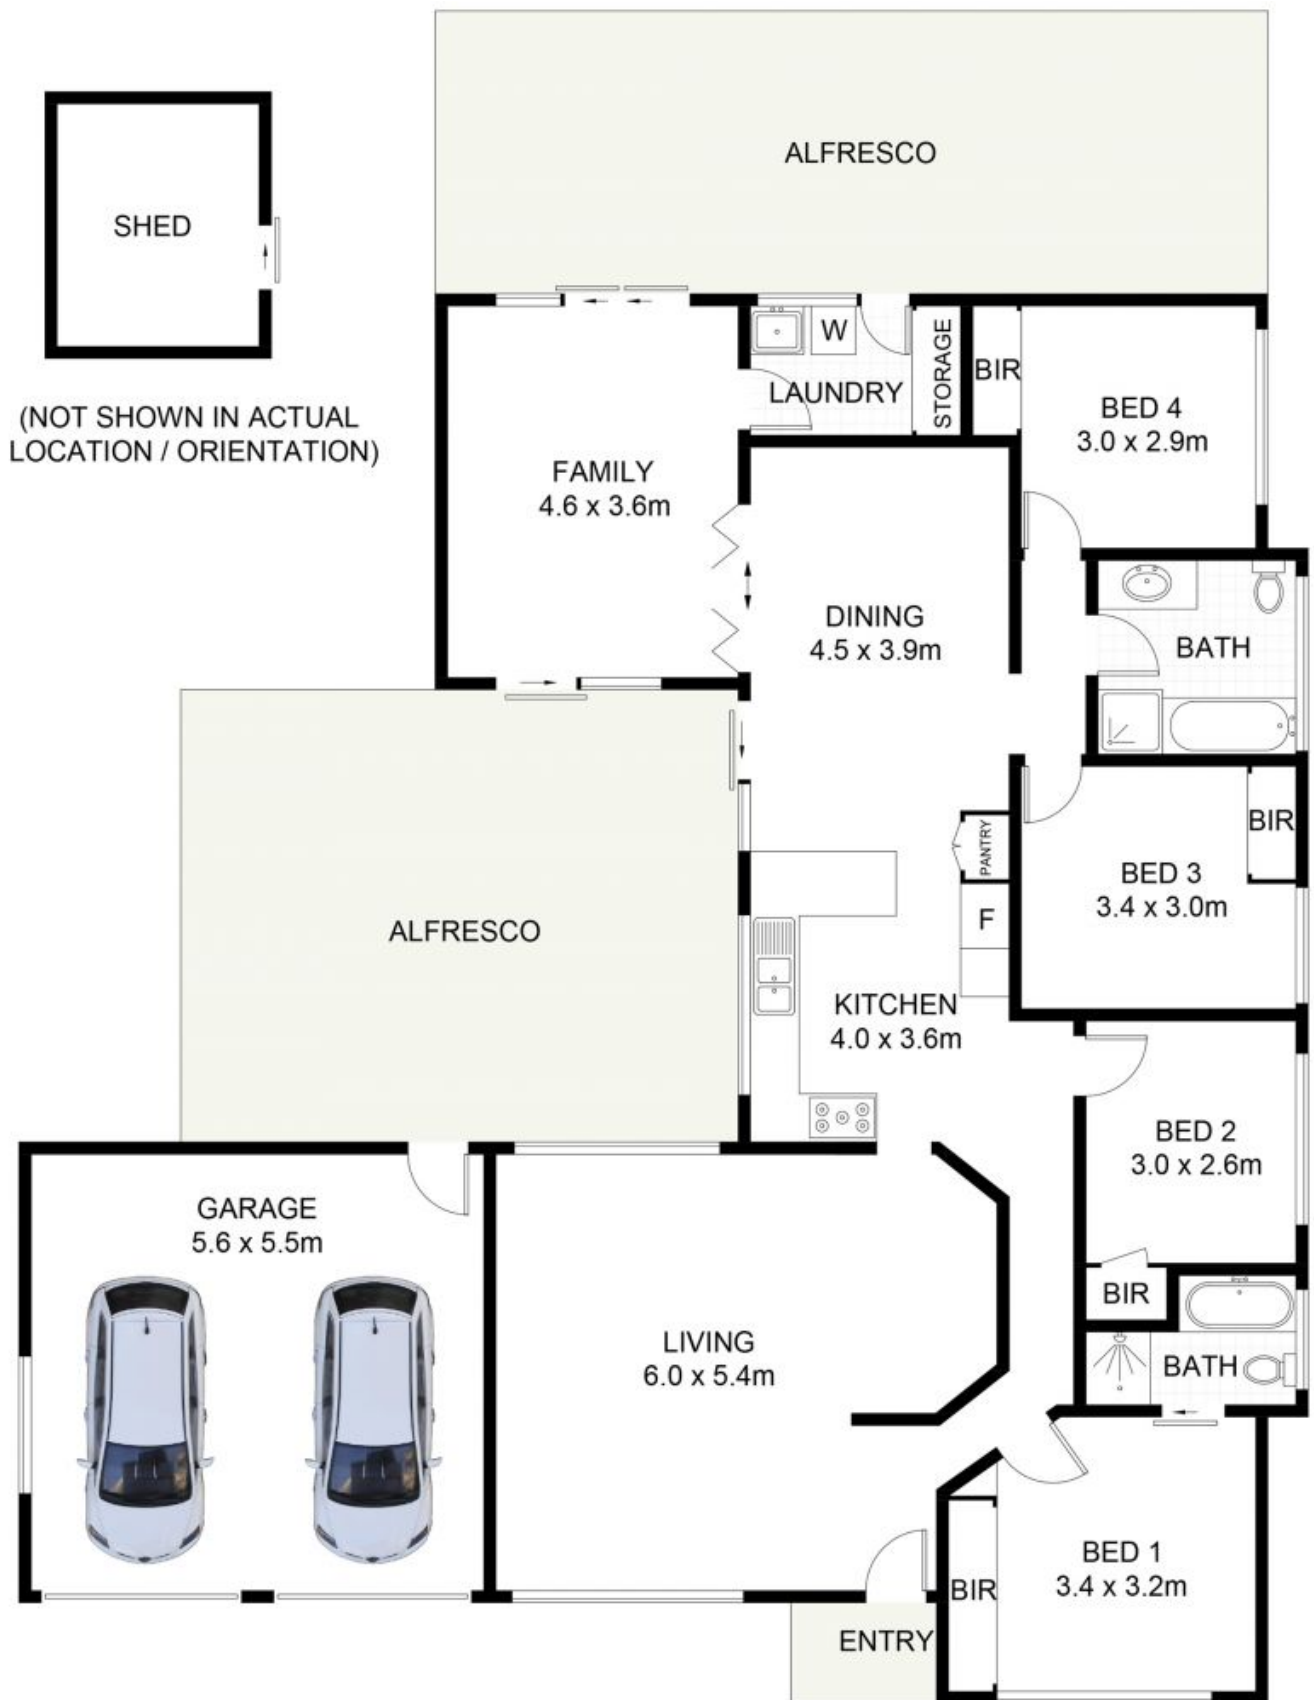 ALFRESCO
SHED
(NOT SHOWN IN ACTUAL
LOCATION / ORIENTATION)
W
STORAGE
LAUNDRY
BIR
BED 4
3.0 x 2.9m
FAMILY
4.6 x 3.6m
DINING
4.5 x 3.9m
BATH
PANTRY
BIR
BED 3
3.4 x 3.0m
F
ALFRESCO
KITCHEN
4.0 x 3.6m
BED 2
3.0 x 2.6m
GARAGE
5.6 x 5.5m
BIR
LIVING
6.0 x 5.4m
BATH
BED 1
3.4 x 3.2m
BIR
ENTRY